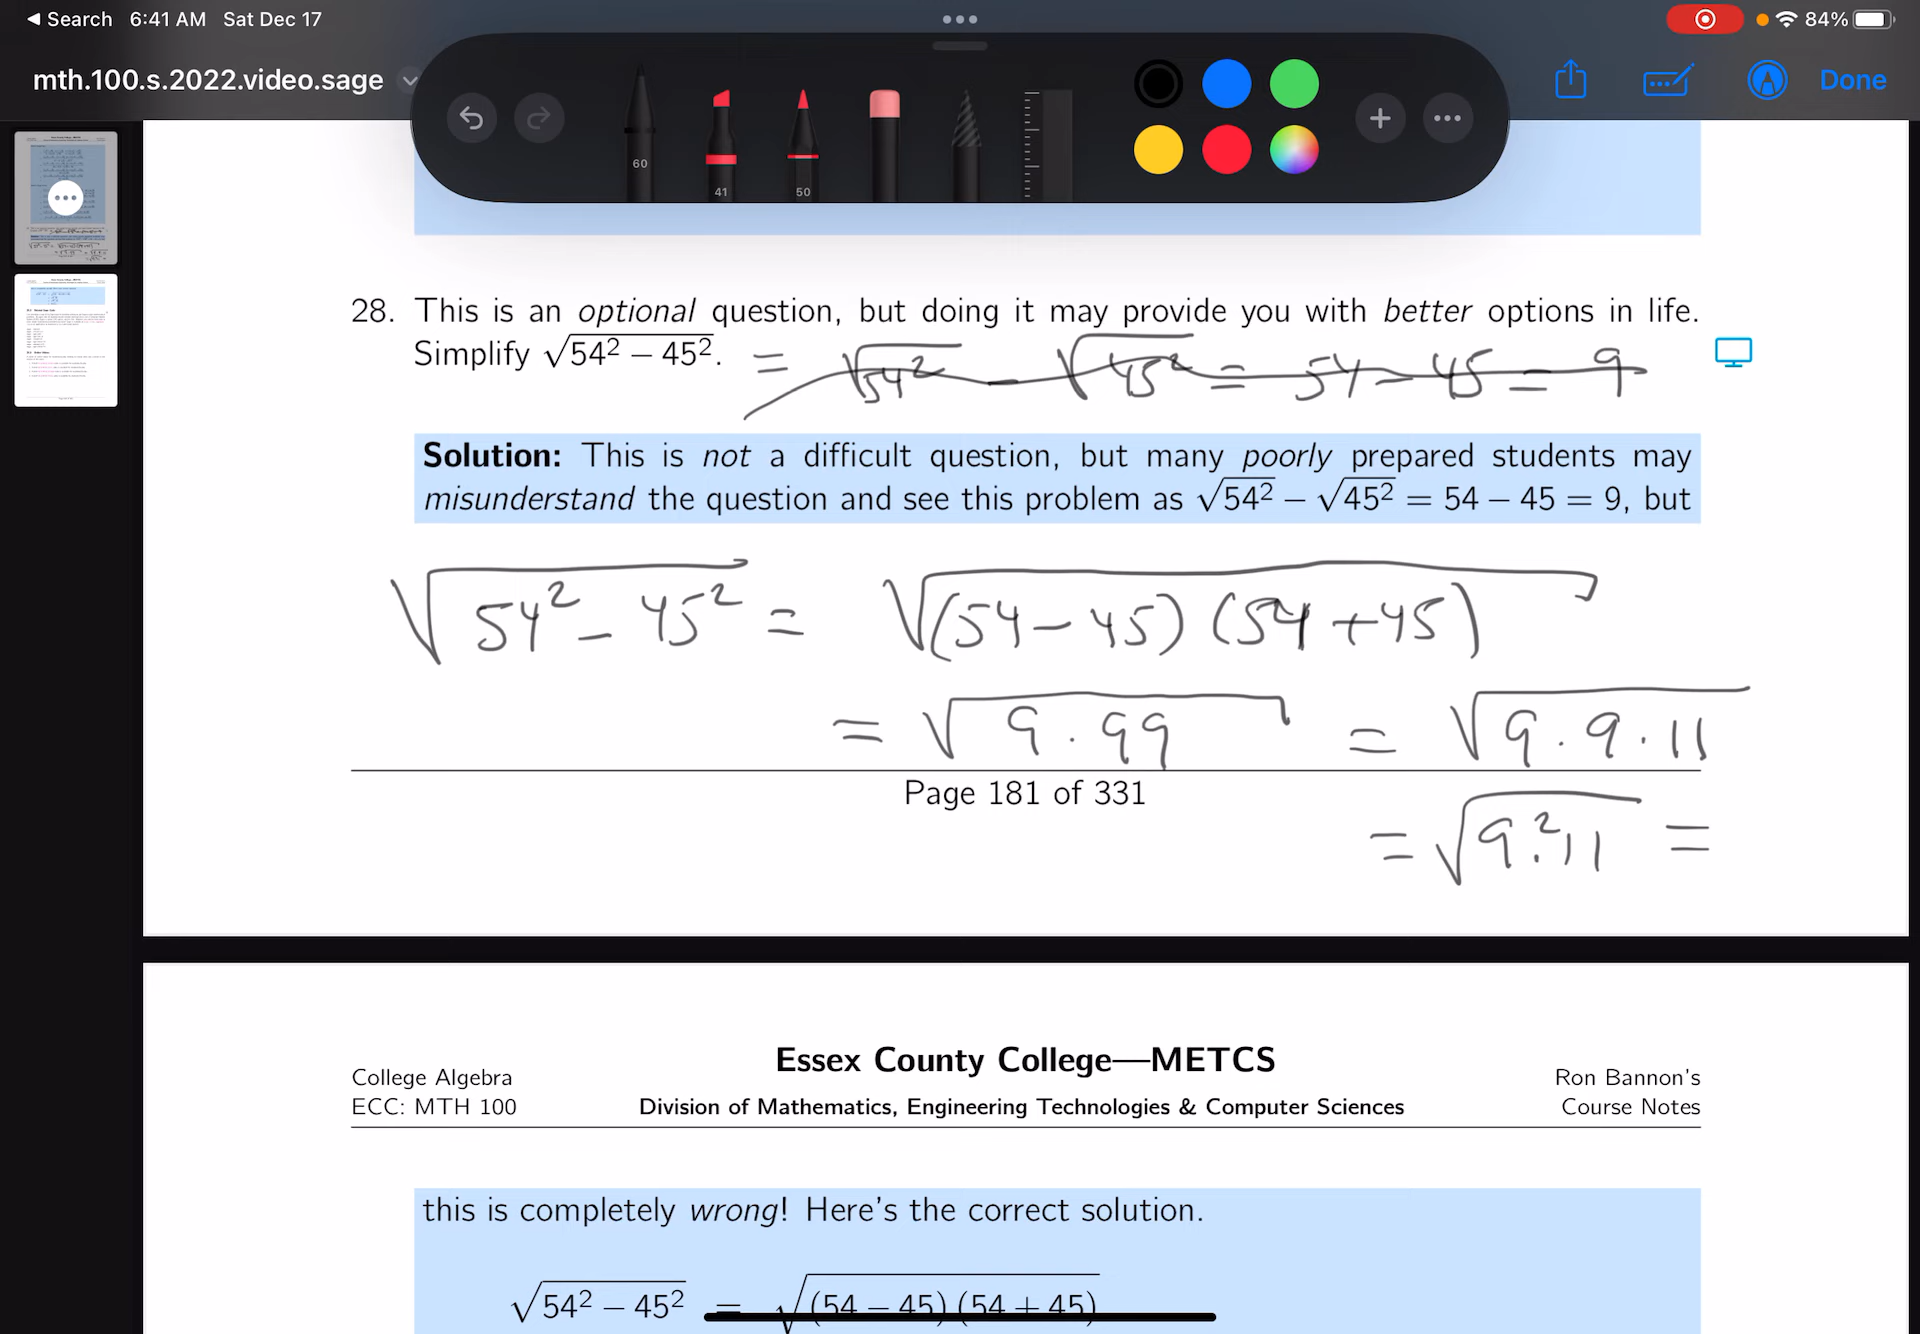 Search 6:41 AM Sat Dec 17
84%
mth.100.s.2022.video.sage
Done
60
41
50
28. This is an optional question, but doing it may provide you with better options in life.
Simplify √54² − 45². = √54² − √45² = 54 − 45 = 9
Solution: This is not a difficult question, but many poorly prepared students may
misunderstand the question and see this problem as √54² − √45² = 54 − 45 = 9, but
√54² − 45² = √(54 − 45) (54 + 45)
= √9 · 99 = √9 · 9 · 11
Page 181 of 331
= √9² · 11 =
Essex County College—METCS
College Algebra
ECC: MTH 100
Division of Mathematics, Engineering Technologies & Computer Sciences
Ron Bannon's
Course Notes
this is completely wrong! Here's the correct solution.
√54² − 45² = √(54 − 45) (54 + 45)